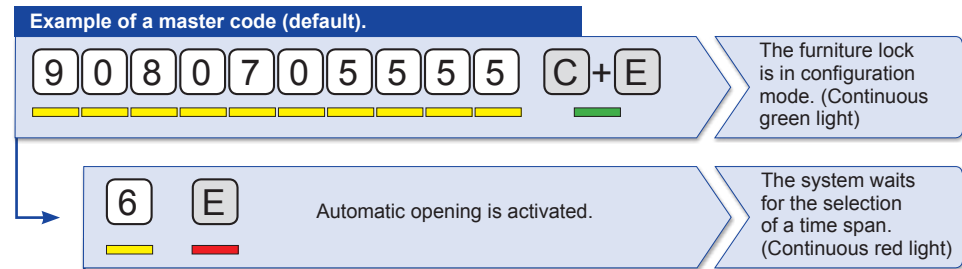 Example of a master code (default).
9 0 8 0 7 0 5 5 5 5 C + E
The furniture lock
is in configuration
mode. (Continuous
green light)
6 E
Automatic opening is activated.
The system waits
for the selection
of a time span.
(Continuous red light)